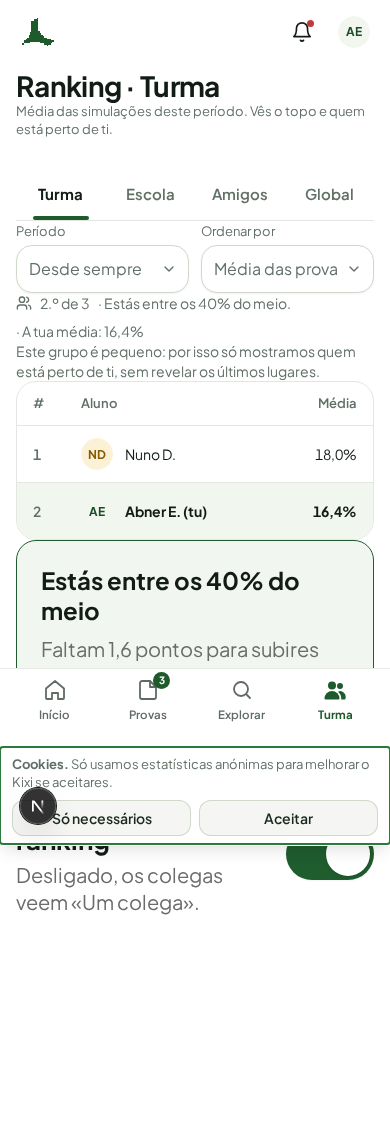 AE
Ranking · Turma
Média das simulações deste período. Vês o topo e quem
está perto de ti.
Turma Escola Amigos Global
Período Ordenar por
Desde sempre Média das prova
2.º de 3 · Estás entre os 40% do meio.
· A tua média: 16,4%
Este grupo é pequeno: por isso só mostramos quem
está perto de ti, sem revelar os últimos lugares.
# Aluno Média
1 ND Nuno D. 18,0%
2 AE Abner E. (tu) 16,4%
Estás entre os 40% do
meio
Faltam 1,6 pontos para subires
3
Início Provas Explorar Turma
Cookies. Só usamos estatísticas anónimas para melhorar o
Kixi se aceitares.
N
Só necessários Aceitar
ranking
Desligado, os colegas
veem «Um colega».